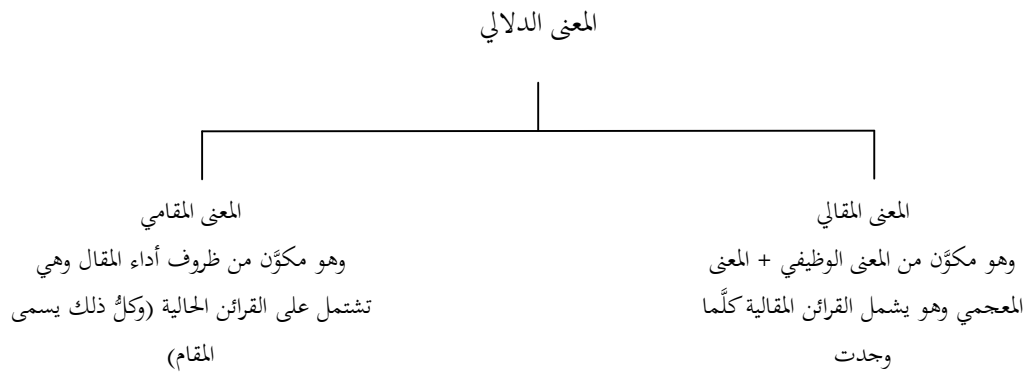 المعنى الدلالي
المعنى المقالي
وهو مكوَّن من المعنى الوظيفي + المعنى
المعجمي وهو يشمل القرائن المقالية كلَّما
وجدت
المعنى المقامي
وهو مكوَّن من ظروف أداء المقال وهي
تشتمل على القرائن الحالية (وكلُّ ذلك يسمى
المقام)